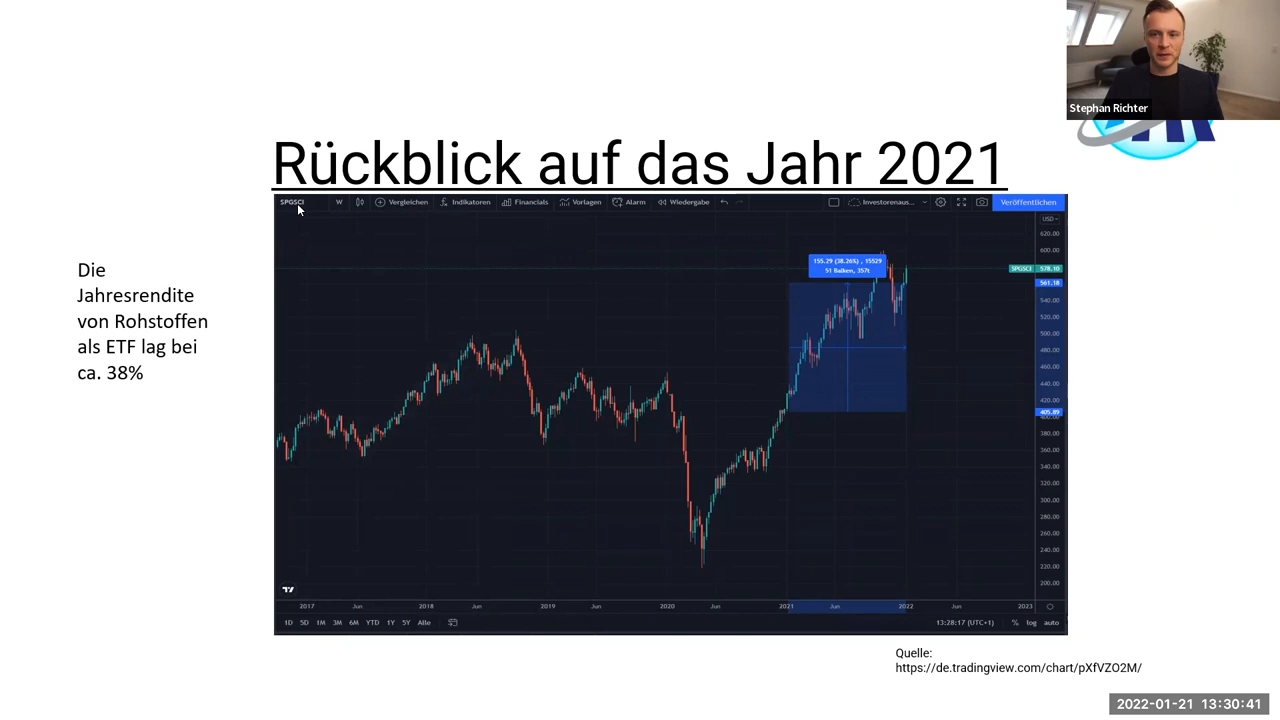 Stephan Richter
Rückblick auf das Jahr 2021
SPGSCI W Vergleichen Indikatoren Financials Vorlagen Alarm Wiedergabe Investorenaus... Veröffentlichen
USD
620.00
600.00
155.29 (38.26%) , 15529
51 Balken, 357t
SPGSCI 578.10
561.18
540.00
520.00
500.00
480.00
460.00
440.00
420.00
405.89
400.00
380.00
360.00
340.00
320.00
300.00
280.00
260.00
240.00
220.00
200.00
Die
Jahresrendite
von Rohstoffen
als ETF lag bei
ca. 38%
2017 Jun 2018 Jun 2019 Jun 2020 Jun 2021 Jun 2022 Jun 2023
1D 5D 1M 3M 6M YTD 1Y 5Y Alle 13:28:17 (UTC+1) % log auto
Quelle:
https://de.tradingview.com/chart/pXfVZO2M/
2022-01-21 13:30:41